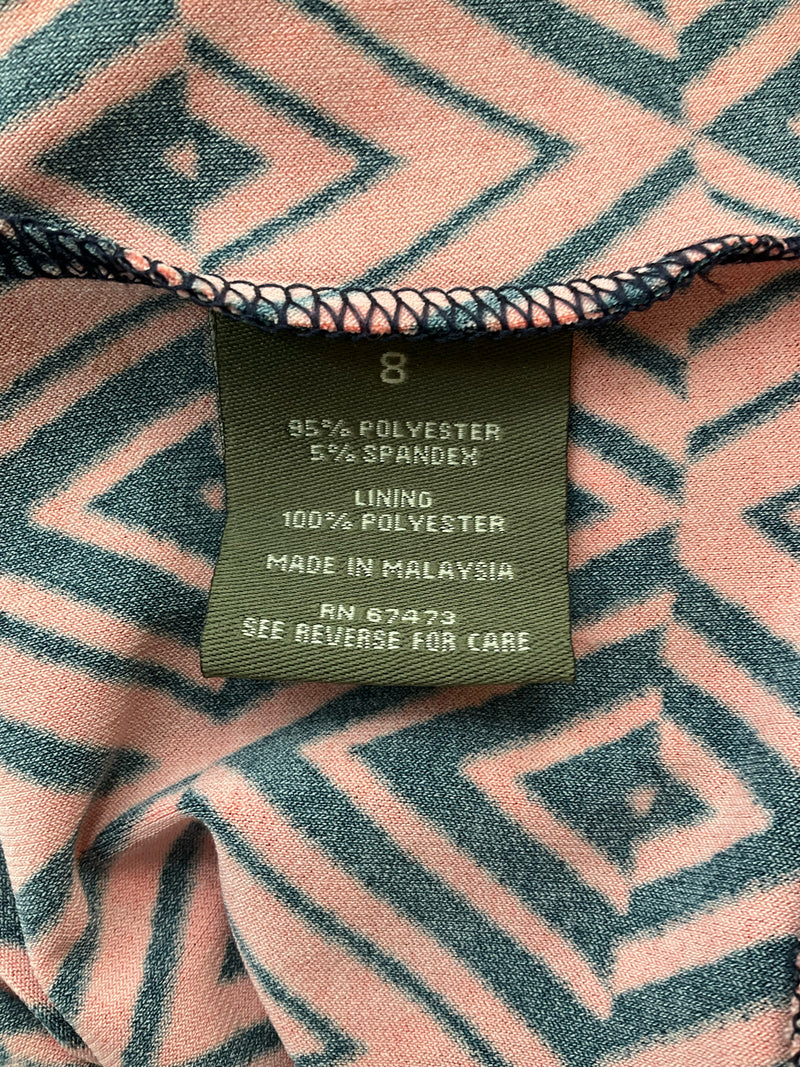 8
95% POLYESTER
5% SPANDEX
LINING
100% POLYESTER
MADE IN MALAYSIA
RN 67473
SEE REVERSE FOR CARE